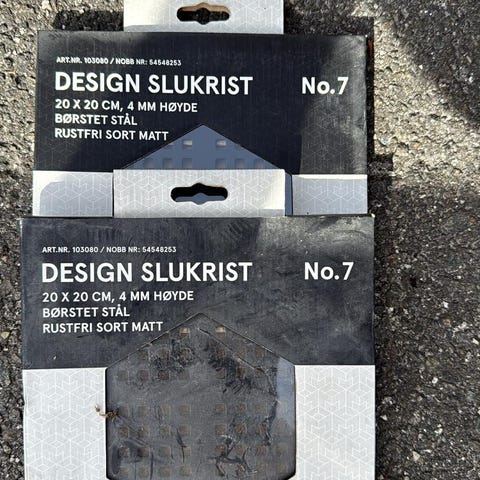 ART.NR. 103080 / NOBB NR: 54548253
DESIGN SLUKRIST No.7
20 X 20 CM, 4 MM HØYDE
BØRSTET STÅL
RUSTFRI SORT MATT
ART.NR. 103080 / NOBB NR: 54548253
DESIGN SLUKRIST No.7
20 X 20 CM, 4 MM HØYDE
BØRSTET STÅL
RUSTFRI SORT MATT